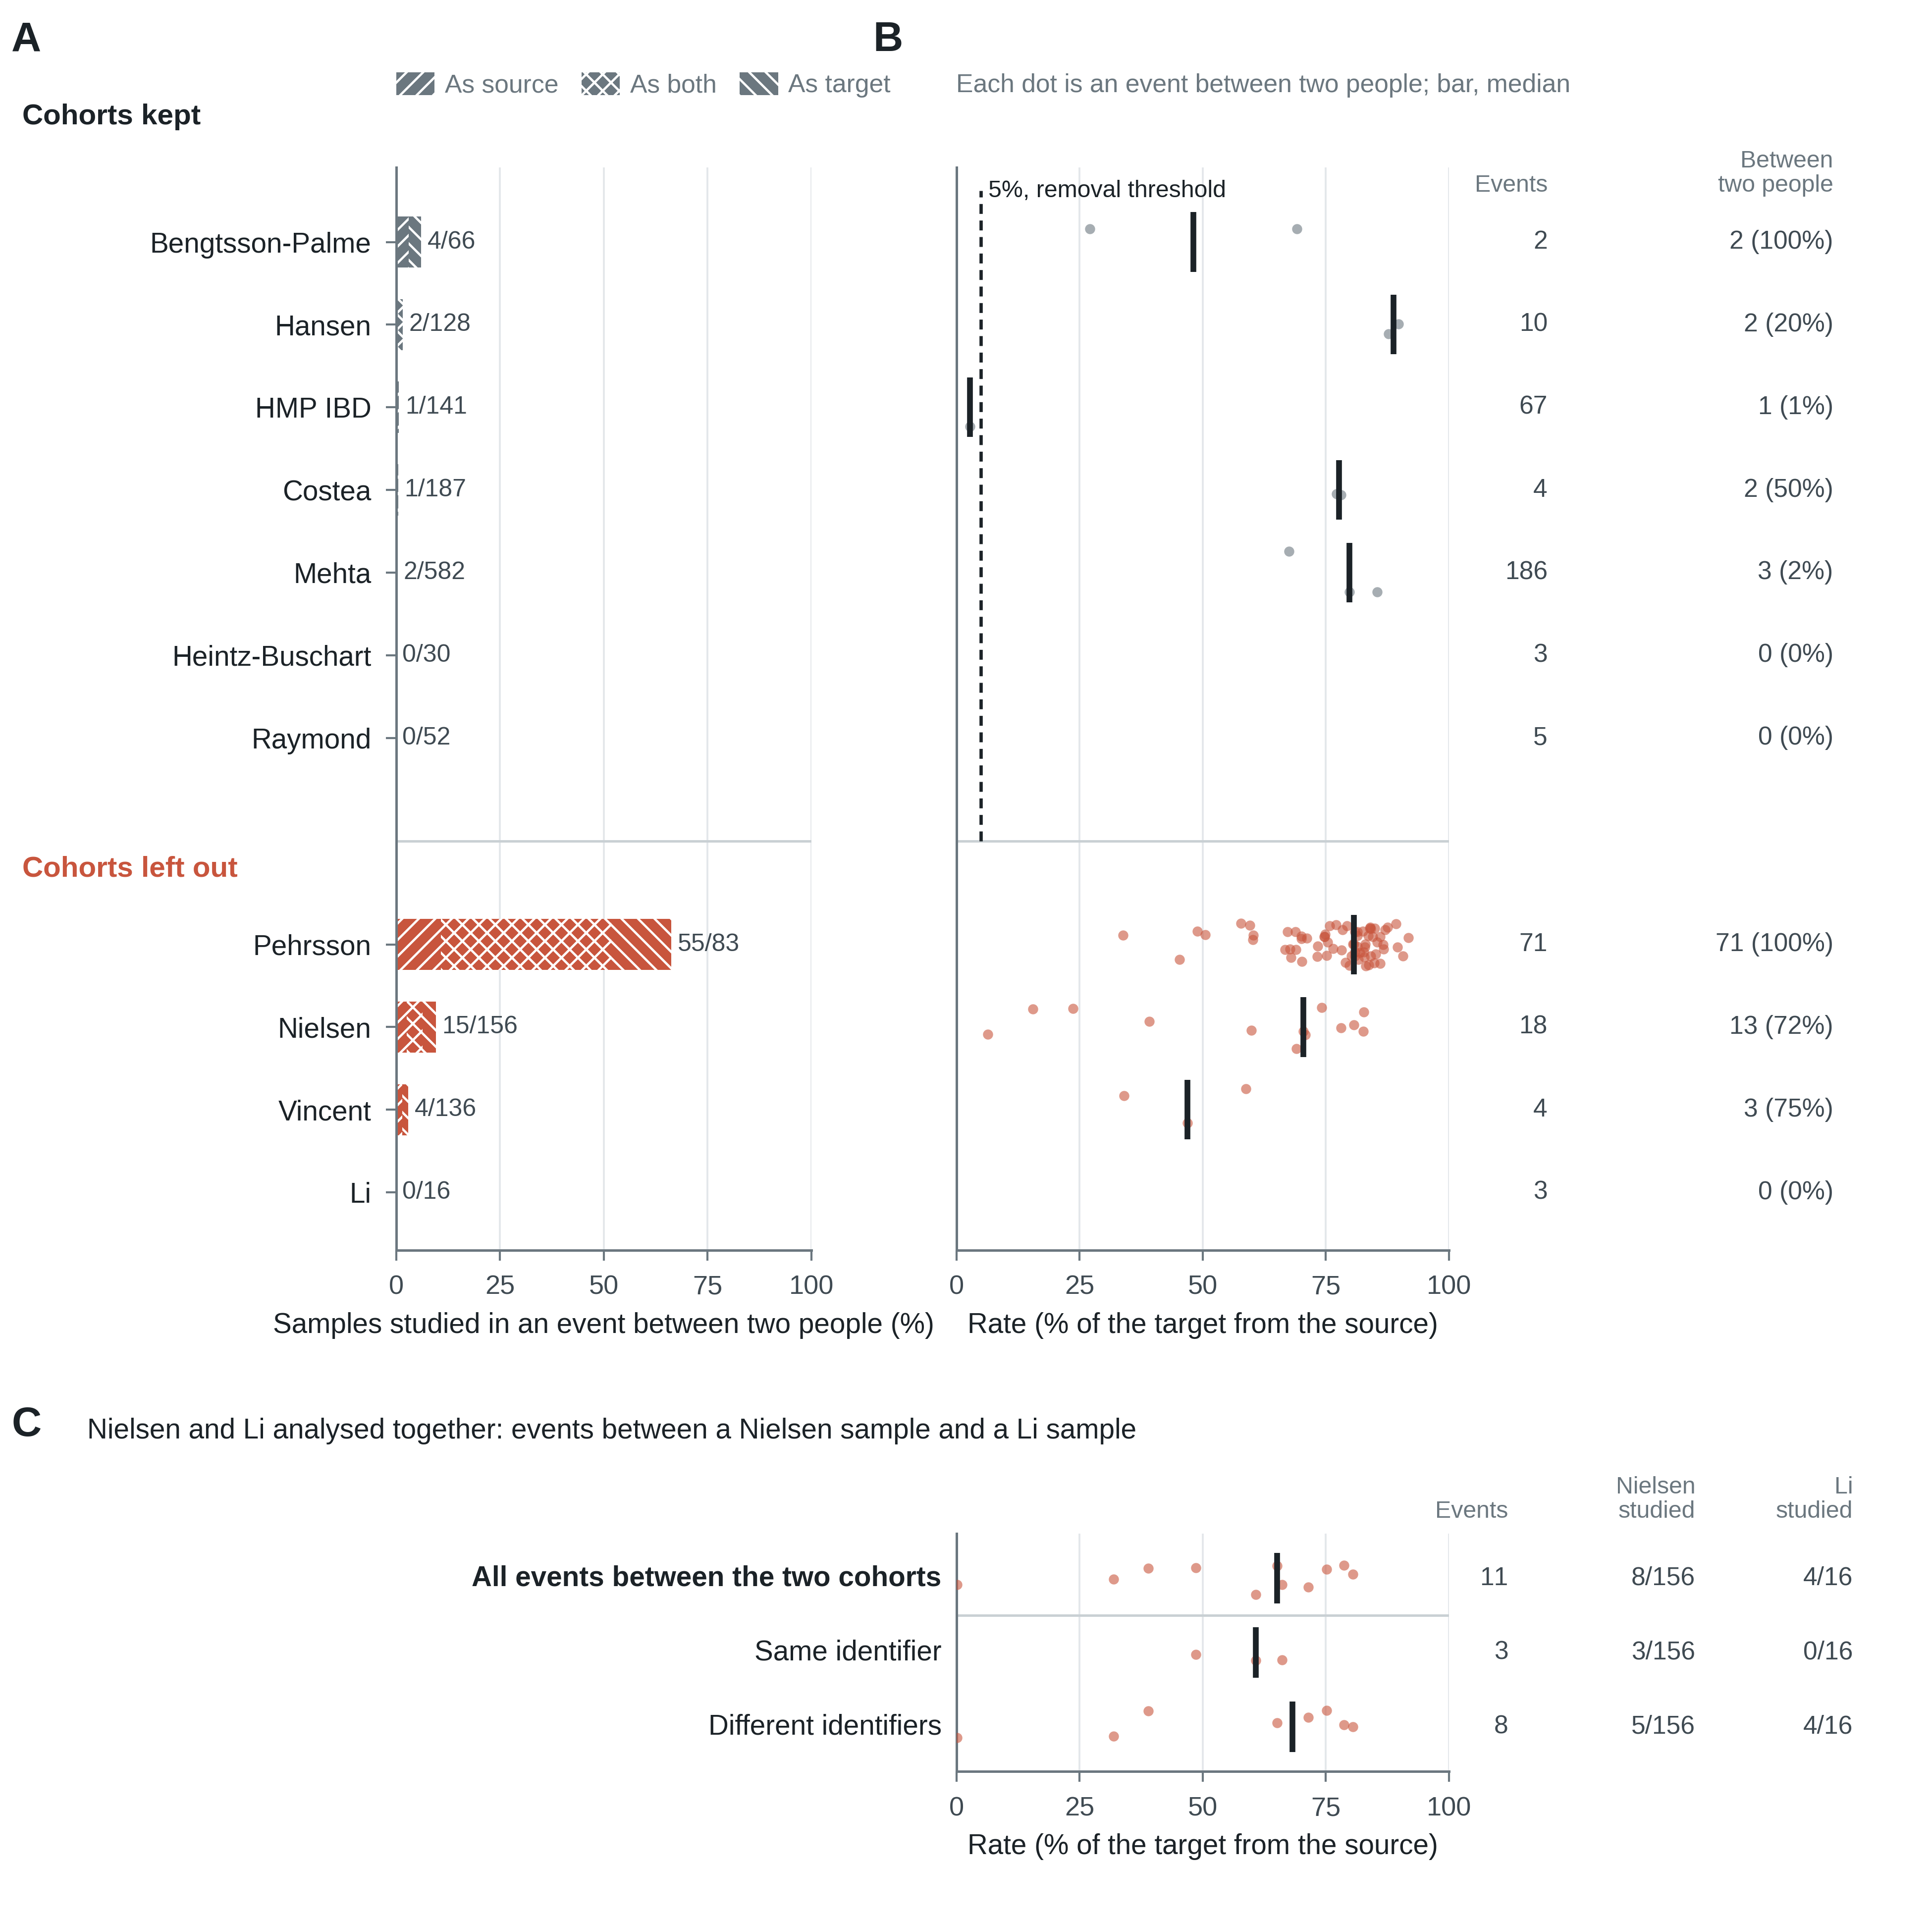 A
B
As source
As both
As target
Each dot is an event between two people; bar, median
Cohorts kept
Events
Between
two people
5%, removal threshold
Bengtsson-Palme
4/66
2
2 (100%)
Hansen
2/128
10
2 (20%)
HMP IBD
1/141
67
1 (1%)
Costea
1/187
4
2 (50%)
Mehta
2/582
186
3 (2%)
Heintz-Buschart
0/30
3
0 (0%)
Raymond
0/52
5
0 (0%)
Cohorts left out
Pehrsson
55/83
71
71 (100%)
Nielsen
15/156
18
13 (72%)
Vincent
4/136
4
3 (75%)
Li
0/16
3
0 (0%)
0 25 50 75 100
Samples studied in an event between two people (%)
0 25 50 75 100
Rate (% of the target from the source)
C
Nielsen and Li analysed together: events between a Nielsen sample and a Li sample
Events
Nielsen
studied
Li
studied
All events between the two cohorts
11
8/156
4/16
Same identifier
3
3/156
0/16
Different identifiers
8
5/156
4/16
0 25 50 75 100
Rate (% of the target from the source)